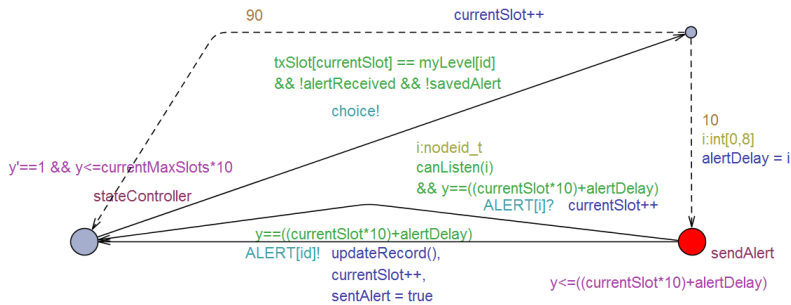 90
currentSlot++
txSlot[currentSlot] == myLevel[id]
&& !alertReceived && !savedAlert
choice!
10
i:int[0,8]
alertDelay = i
i:nodeid_t
canListen(i)
&& y==((currentSlot*10)+alertDelay)
ALERT[i]? currentSlot++
y'==1 && y<=currentMaxSlots*10
stateController
y==((currentSlot*10)+alertDelay)
ALERT[id]! updateRecord(),
currentSlot++,
sentAlert = true
sendAlert
y<=((currentSlot*10)+alertDelay)